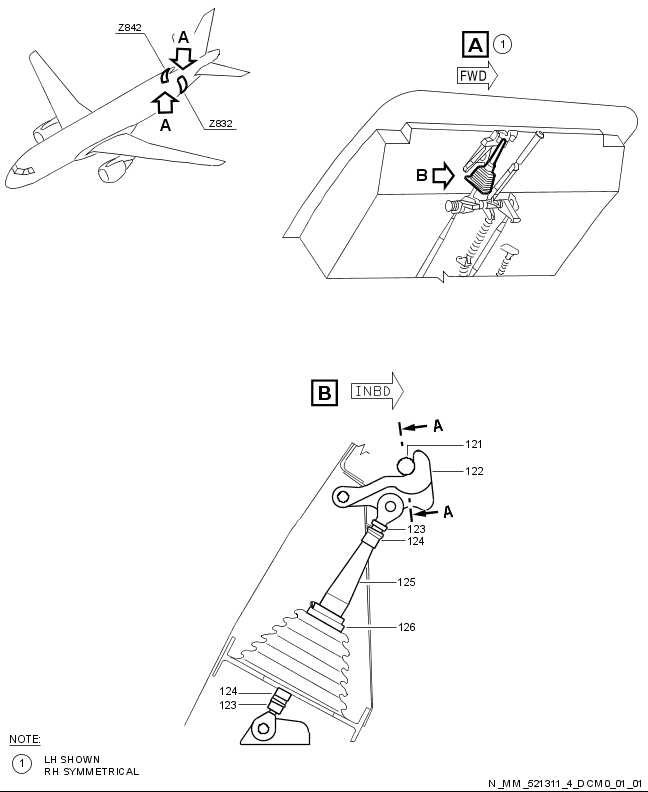 Z842
A
A
Z832
A 1
FWD
B
B INBD
A
121
122
A
123
124
125
126
124
123
NOTE:
1 LH SHOWN
RH SYMMETRICAL
N_MM_521311_4_DCM0_01_01